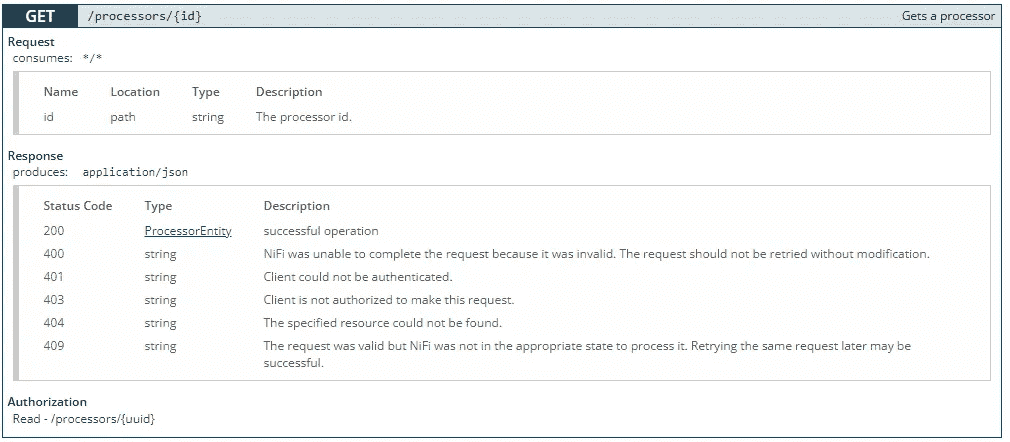 GET /processors/{id} Gets a processor
Request
consumes: */*
Name Location Type Description
id path string The processor id.
Response
produces: application/json
Status Code Type Description
200 ProcessorEntity successful operation
400 string NiFi was unable to complete the request because it was invalid. The request should not be retried without modification.
401 string Client could not be authenticated.
403 string Client is not authorized to make this request.
404 string The specified resource could not be found.
409 string The request was valid but NiFi was not in the appropriate state to process it. Retrying the same request later may be
successful.
Authorization
Read - /processors/{uuid}